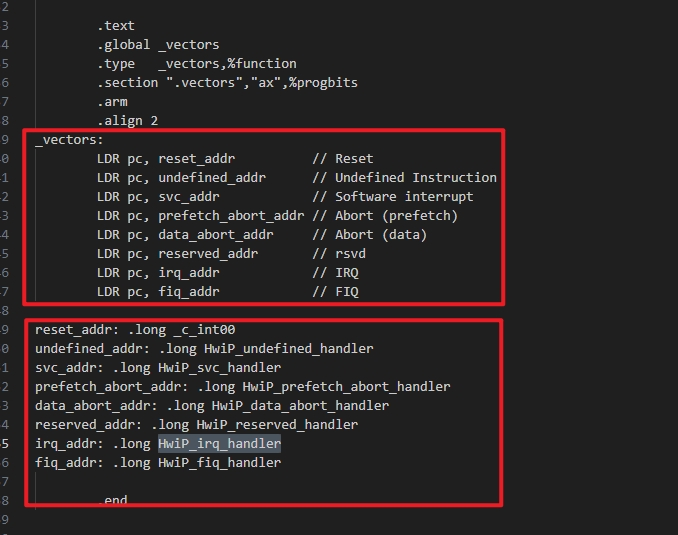 2
3 .text
4 .global _vectors
5 .type _vectors,%function
6 .section ".vectors","ax",%progbits
7 .arm
8 .align 2
9 _vectors:
0 LDR pc, reset_addr // Reset
1 LDR pc, undefined_addr // Undefined Instruction
2 LDR pc, svc_addr // Software interrupt
3 LDR pc, prefetch_abort_addr // Abort (prefetch)
4 LDR pc, data_abort_addr // Abort (data)
5 LDR pc, reserved_addr // rsvd
6 LDR pc, irq_addr // IRQ
7 LDR pc, fiq_addr // FIQ
8
9 reset_addr: .long _c_int00
0 undefined_addr: .long HwiP_undefined_handler
1 svc_addr: .long HwiP_svc_handler
2 prefetch_abort_addr: .long HwiP_prefetch_abort_handler
3 data_abort_addr: .long HwiP_data_abort_handler
4 reserved_addr: .long HwiP_reserved_handler
5 irq_addr: .long HwiP_irq_handler
6 fiq_addr: .long HwiP_fiq_handler
7
8 .end
9